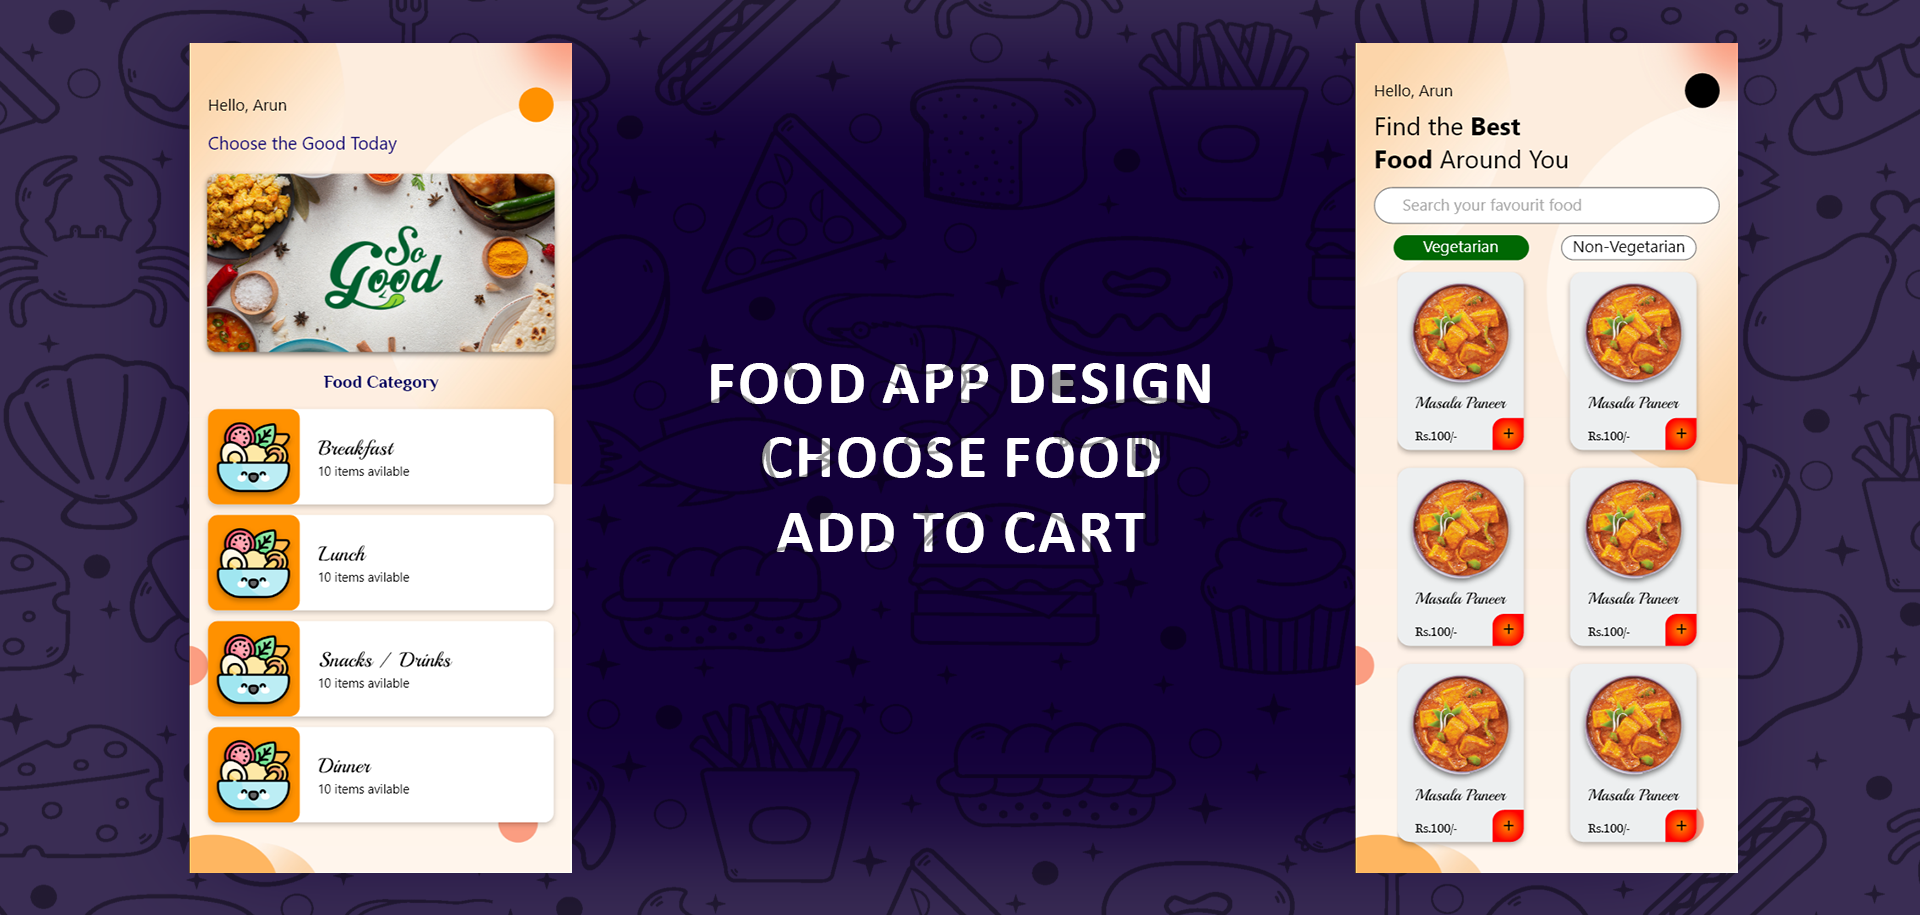 Hello, Arun
Choose the Good Today
So
Good
Food Category
Breakfast
10 items avilable
Lunch
10 items avilable
Snacks / Drinks
10 items avilable
Dinner
10 items avilable
FOOD APP DESIGN
CHOOSE FOOD
ADD TO CART
Hello, Arun
Find the Best
Food Around You
Search your favourit food
Vegetarian Non-Vegetarian
Masala Paneer Masala Paneer
Rs.100/- + Rs.100/- +
Masala Paneer Masala Paneer
Rs.100/- + Rs.100/- +
Masala Paneer Masala Paneer
Rs.100/- + Rs.100/- +